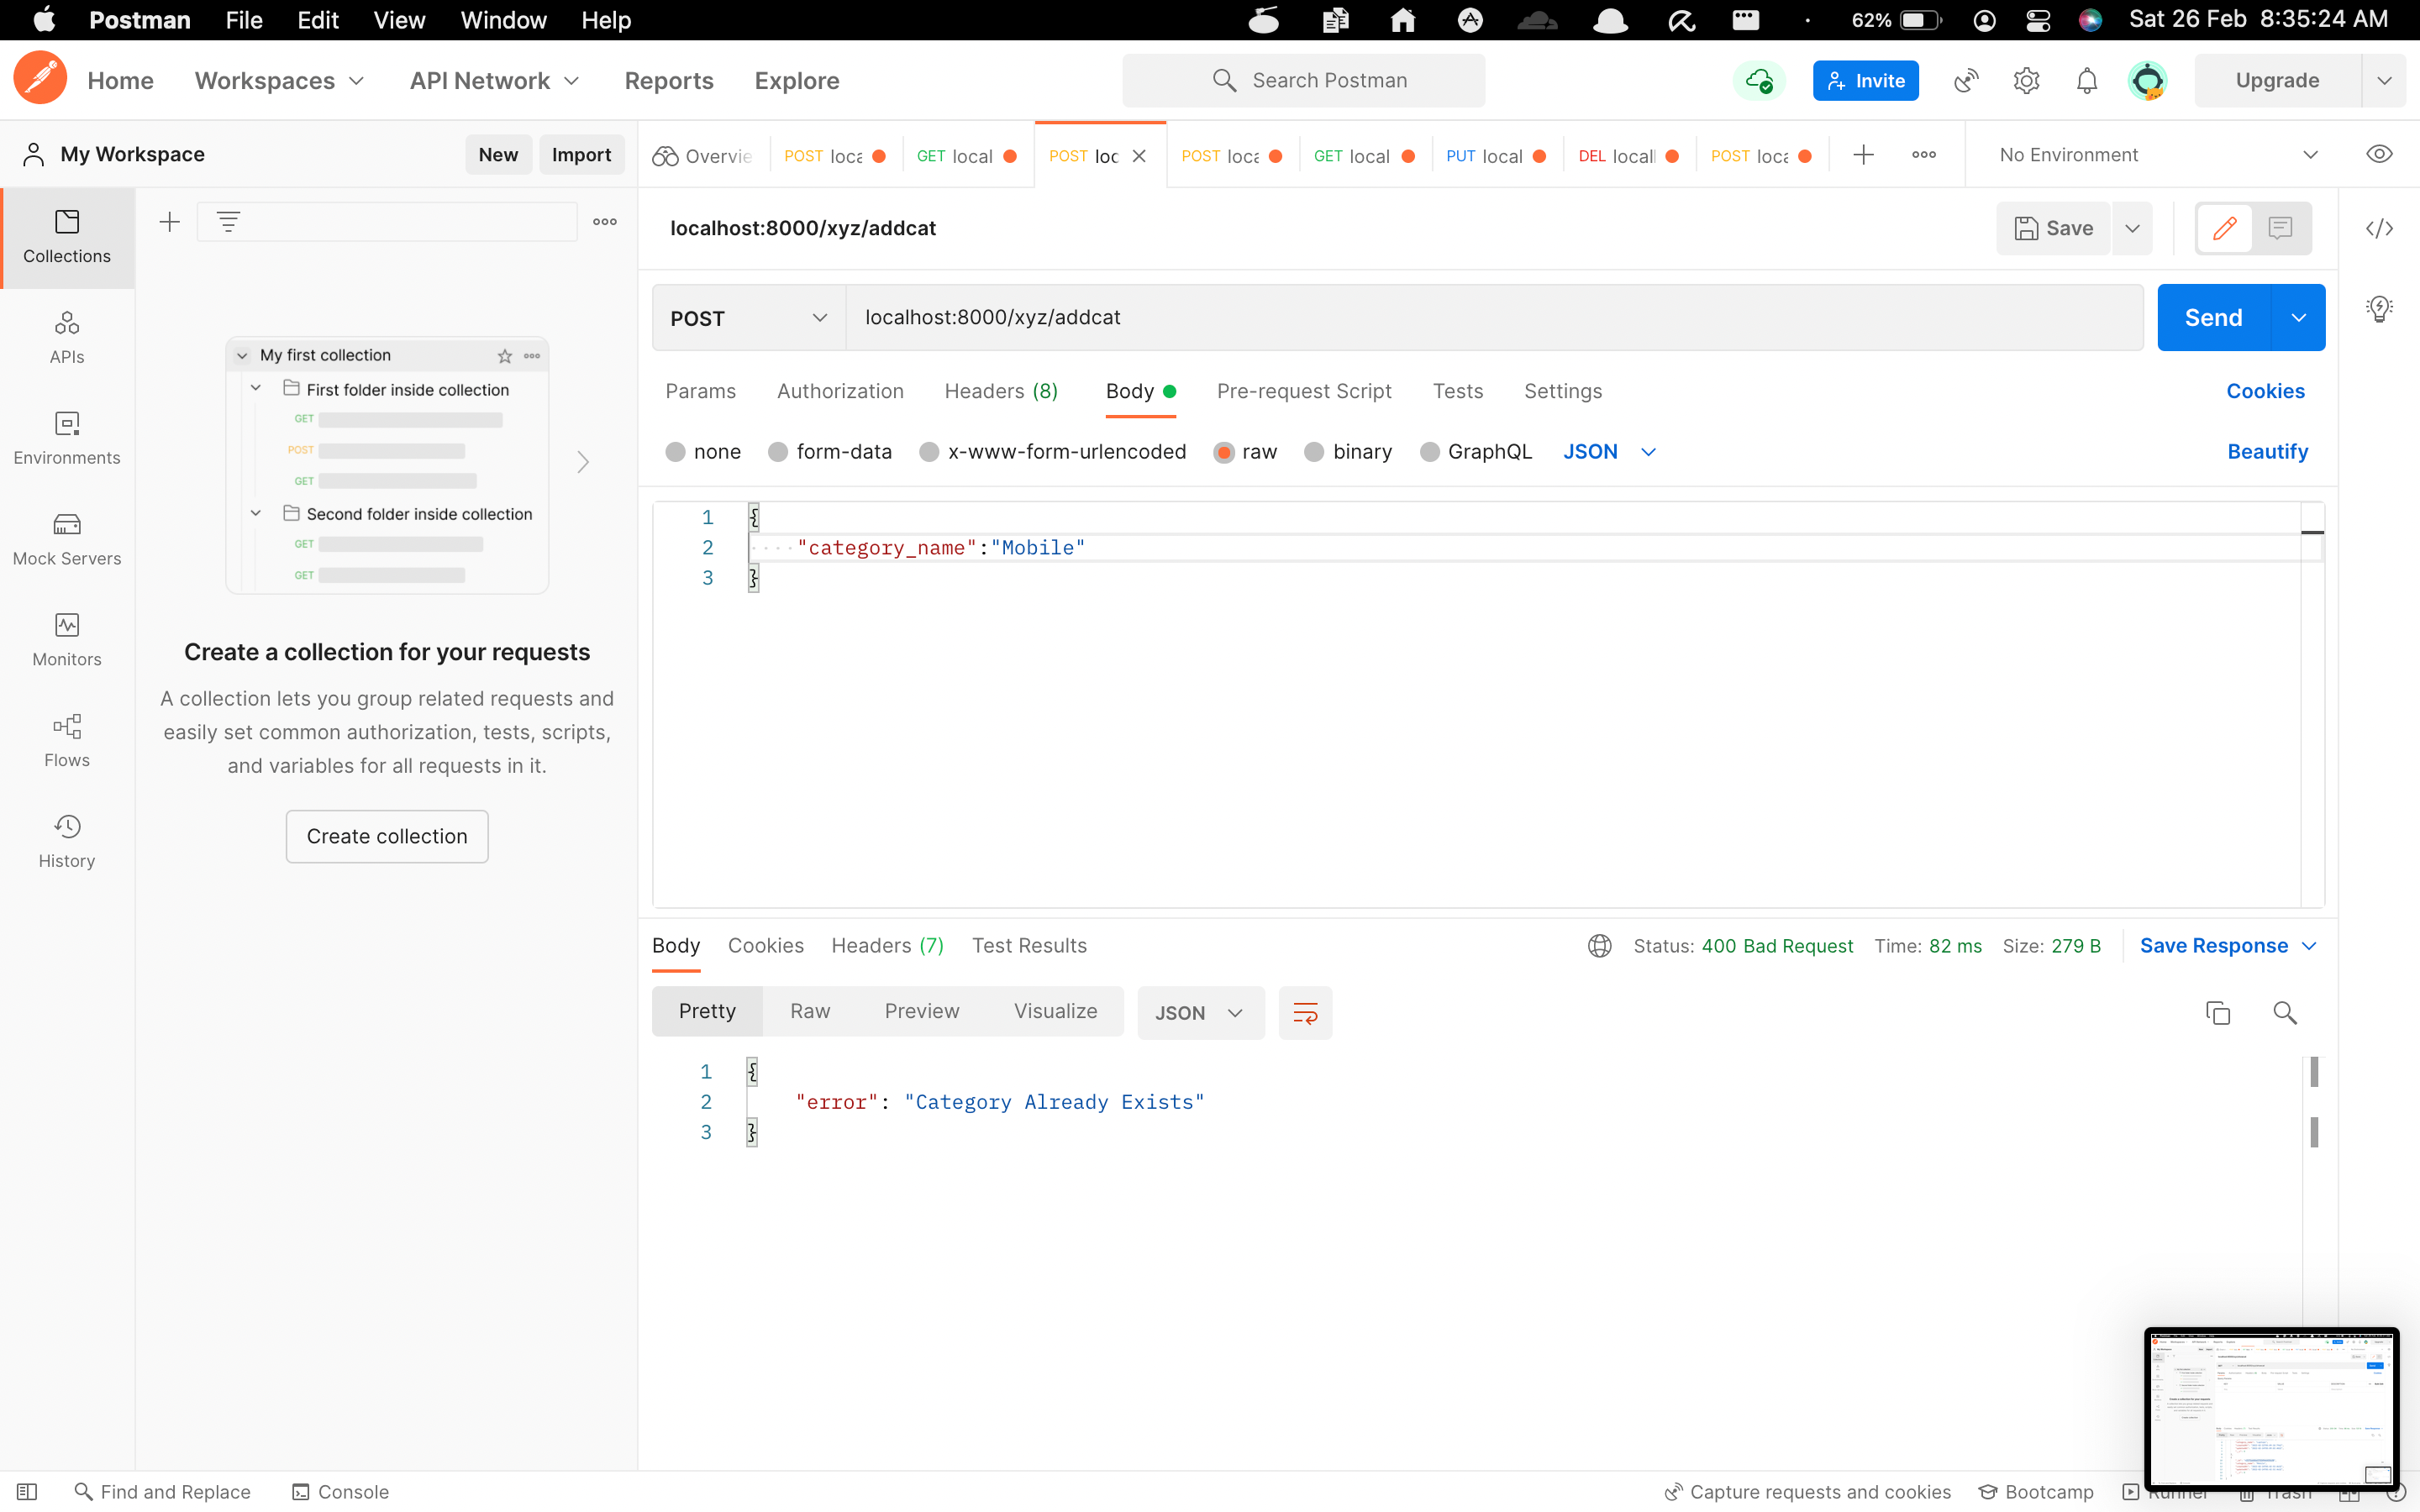 Postman File Edit View Window Help 62% Sat 26 Feb 8:35:24 AM
Home Workspaces API Network Reports Explore Search Postman Invite Upgrade
My Workspace New Import Overvie POST loca GET local POST loc POST loca GET local PUT local DEL local POST loca No Environment
Collections
APIs
Environments
Mock Servers
Monitors
Flows
History
My first collection
First folder inside collection
GET
POST
GET
Second folder inside collection
GET
GET
Create a collection for your requests
A collection lets you group related requests and
easily set common authorization, tests, scripts,
and variables for all requests in it.
Create collection
localhost:8000/xyz/addcat Save
POST localhost:8000/xyz/addcat Send
Params Authorization Headers (8) Body Pre-request Script Tests Settings Cookies
none form-data x-www-form-urlencoded raw binary GraphQL JSON Beautify
1 {
2 "category_name":"Mobile"
3 }
Body Cookies Headers (7) Test Results Status: 400 Bad Request Time: 82 ms Size: 279 B Save Response
Pretty Raw Preview Visualize JSON
1 {
2 "error": "Category Already Exists"
3 }
Find and Replace Console Capture requests and cookies Bootcamp Runner Trash